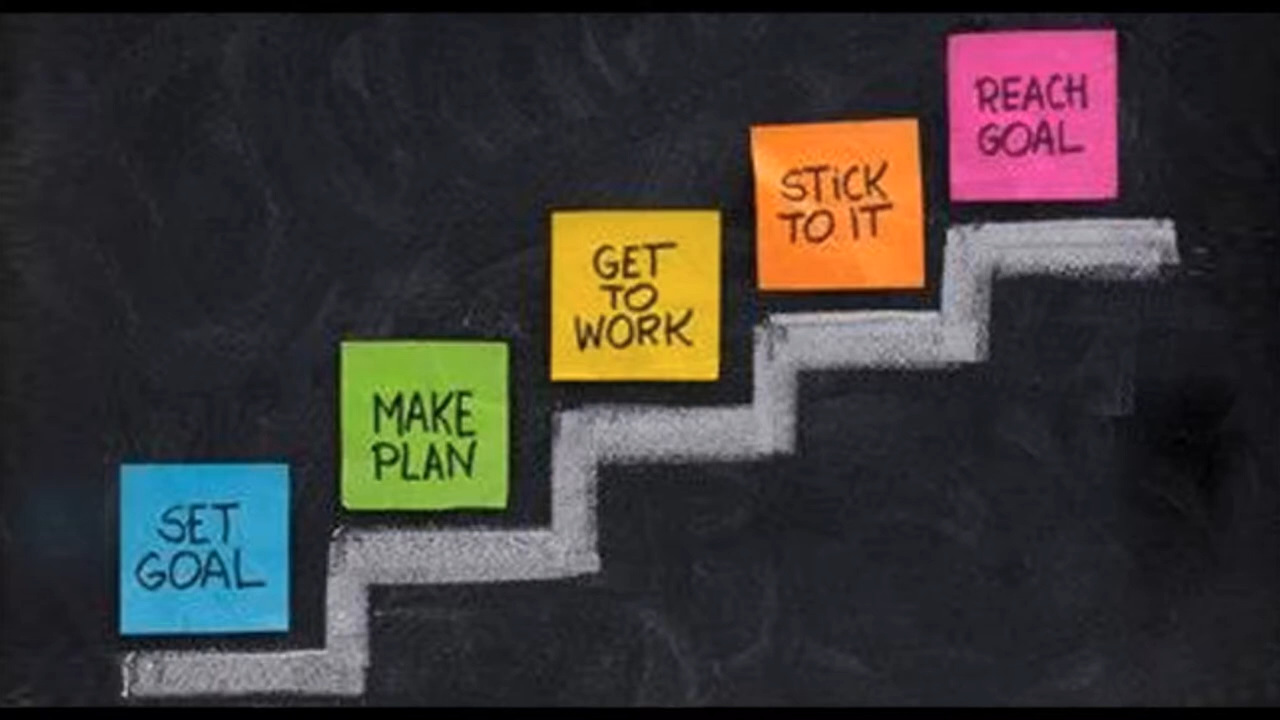 SET
GOAL
MAKE
PLAN
GET
TO
WORK
STiCK
TO IT
REACH
GOAL